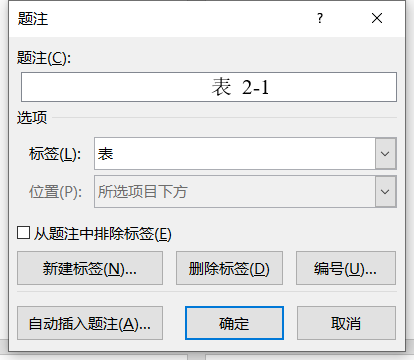 题注
?
题注(C):
表 2-1
选项
标签(L): 表
位置(P): 所选项目下方
从题注中排除标签(E)
新建标签(N)... 删除标签(D) 编号(U)...
自动插入题注(A)... 确定 取消